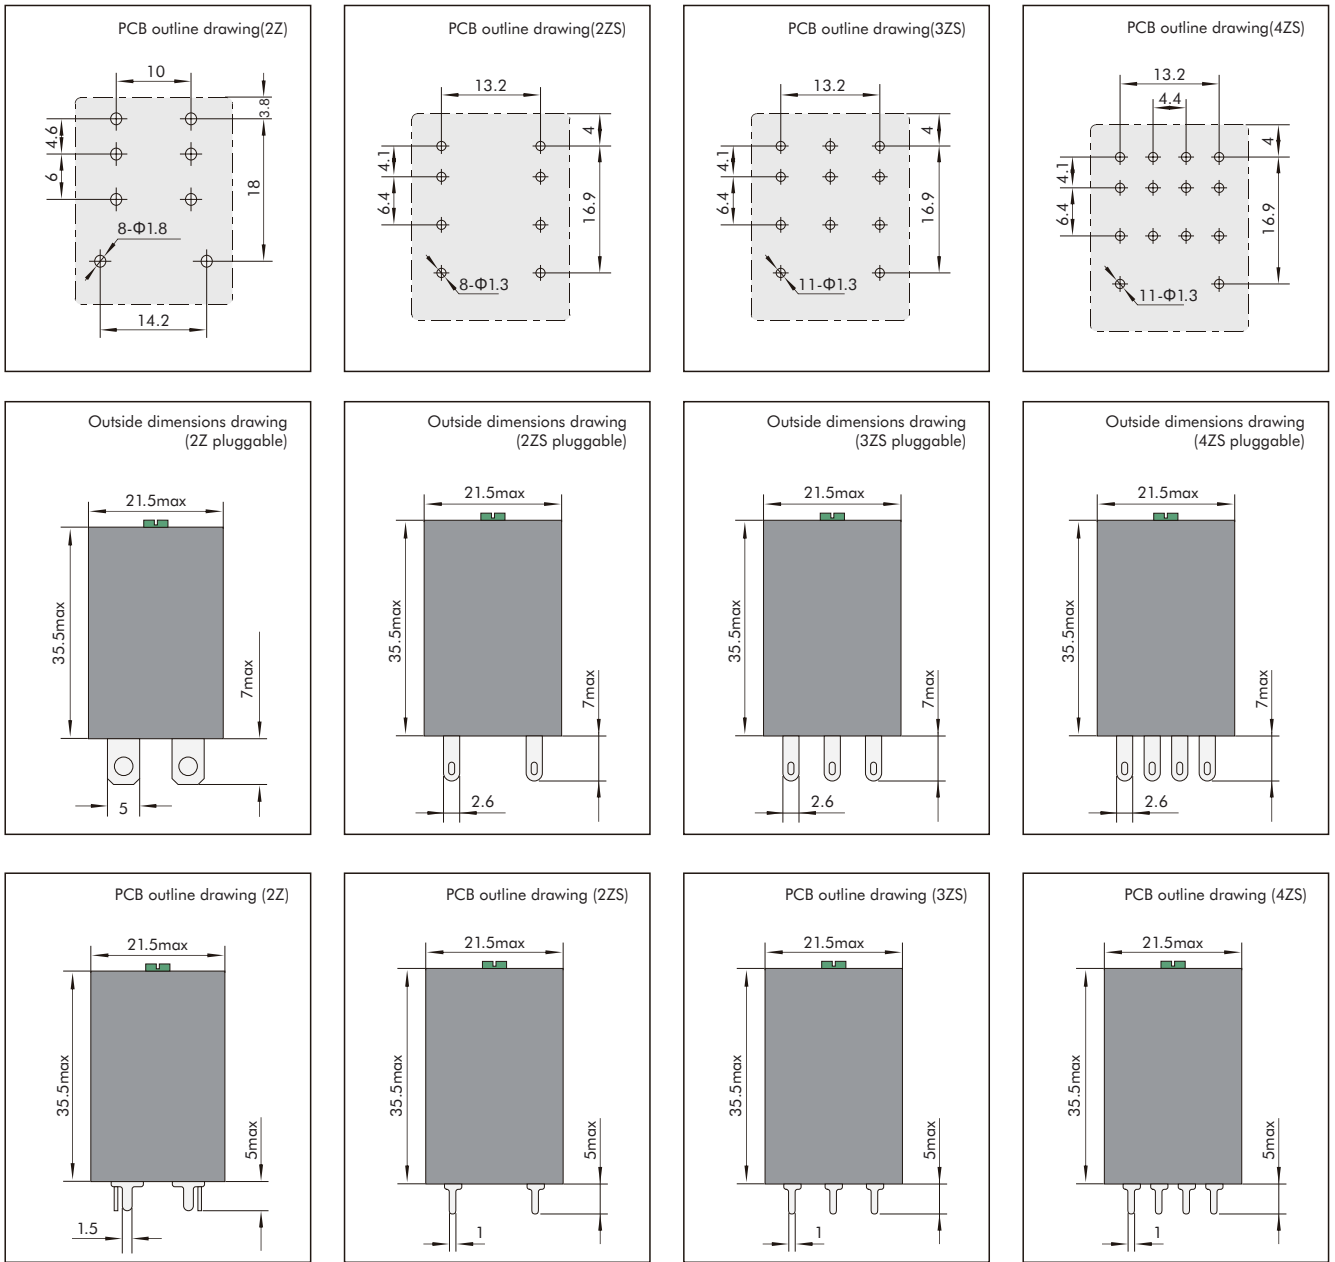 PCB outline drawing(2Z)
10
3.8
4.6
6
18
8-Φ1.8
14.2
PCB outline drawing(2ZS)
13.2
4
4.1
6.4
16.9
8-Φ1.3
PCB outline drawing(3ZS)
13.2
4
4.1
6.4
16.9
11-Φ1.3
PCB outline drawing(4ZS)
13.2
4.4
4
4.1
6.4
16.9
11-Φ1.3
Outside dimensions drawing
(2Z pluggable)
21.5max
35.5max
7max
5
Outside dimensions drawing
(2ZS pluggable)
21.5max
35.5max
7max
2.6
Outside dimensions drawing
(3ZS pluggable)
21.5max
35.5max
7max
2.6
Outside dimensions drawing
(4ZS pluggable)
21.5max
35.5max
7max
2.6
PCB outline drawing (2Z)
21.5max
35.5max
5max
1.5
PCB outline drawing (2ZS)
21.5max
35.5max
5max
1
PCB outline drawing (3ZS)
21.5max
35.5max
5max
1
PCB outline drawing (4ZS)
21.5max
35.5max
5max
1